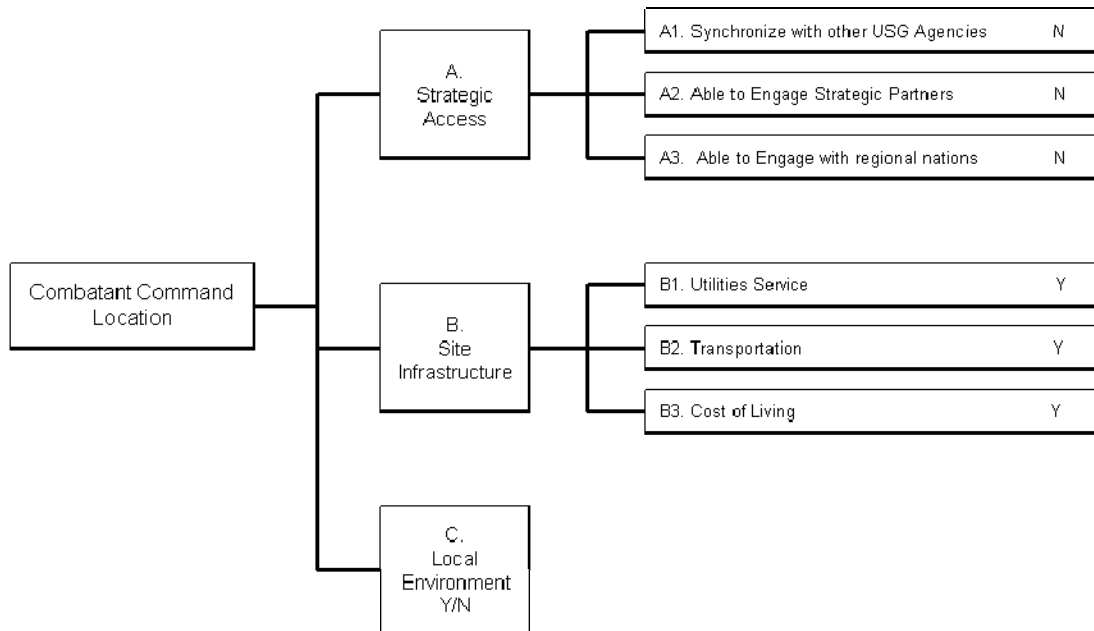 A.
Strategic
Access
A1. Synchronize with other USG Agencies N
A2. Able to Engage Strategic Partners N
A3. Able to Engage with regional nations N
Combatant Command
Location
B.
Site
Infrastructure
B1. Utilities Service Y
B2. Transportation Y
B3. Cost of Living Y
C.
Local
Environment
Y/N